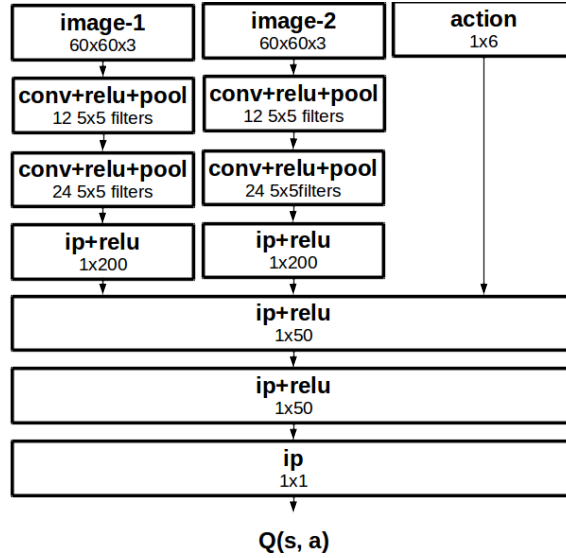 image-1
60x60x3
image-2
60x60x3
action
1x6
conv+relu+pool
12 5x5 filters
conv+relu+pool
12 5x5 filters
conv+relu+pool
24 5x5 filters
conv+relu+pool
24 5x5filters
ip+relu
1x200
ip+relu
1x200
ip+relu
1x50
ip+relu
1x50
ip
1x1
Q(s, a)